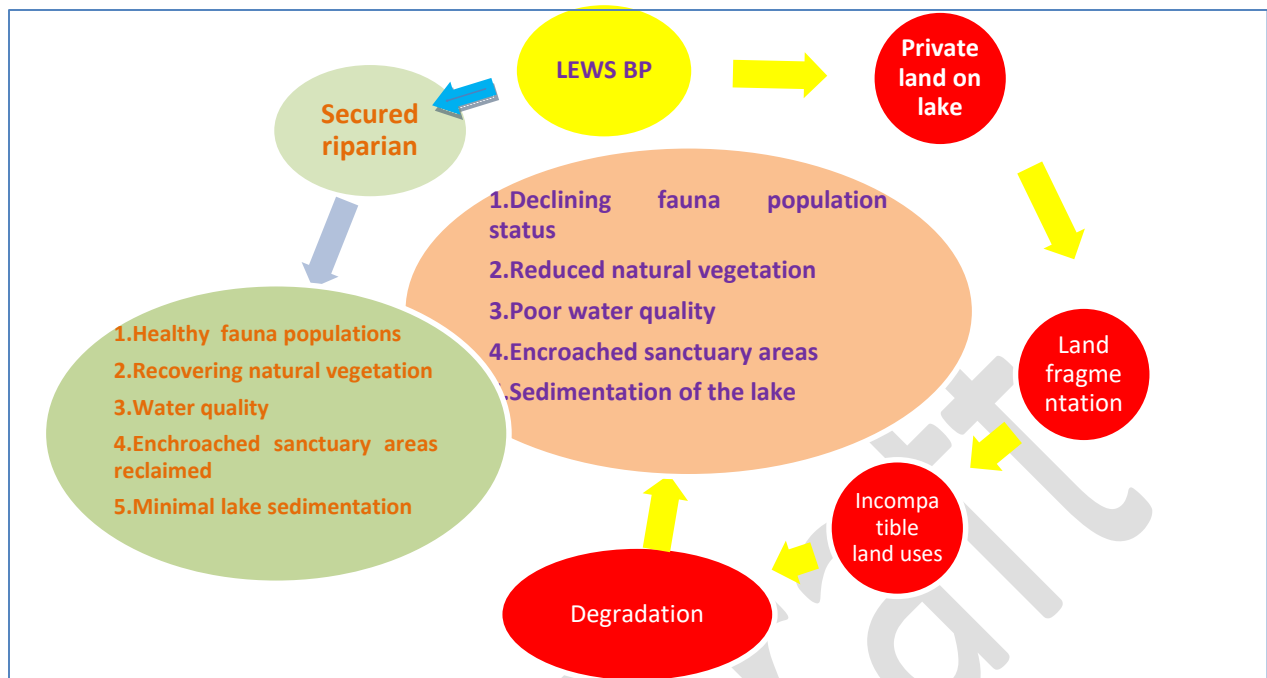 LEWS BP
Private
land on
lake
Secured
riparian
1.Declining fauna population
status
2.Reduced natural vegetation
3.Poor water quality
4.Encroached sanctuary areas
.Sedimentation of the lake
1.Healthy fauna populations
2.Recovering natural vegetation
3.Water quality
4.Enchroached sanctuary areas
reclaimed
5.Minimal lake sedimentation
Land
fragme
ntation
Incompa
tible
land uses
Degradation